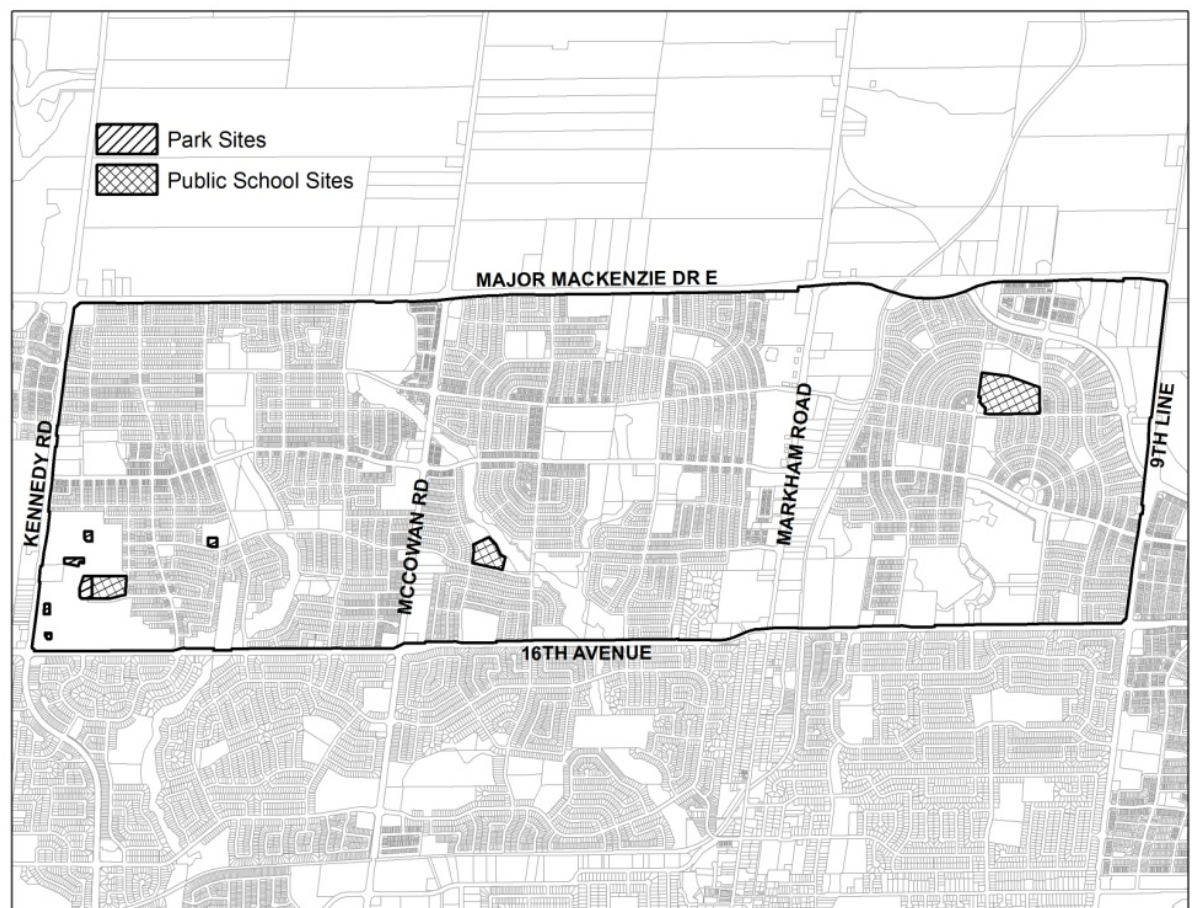 Park Sites
Public School Sites
MAJOR MACKENZIE DR E
KENNEDY RD
MCCOWAN RD
MARKHAM ROAD
9TH LINE
16TH AVENUE